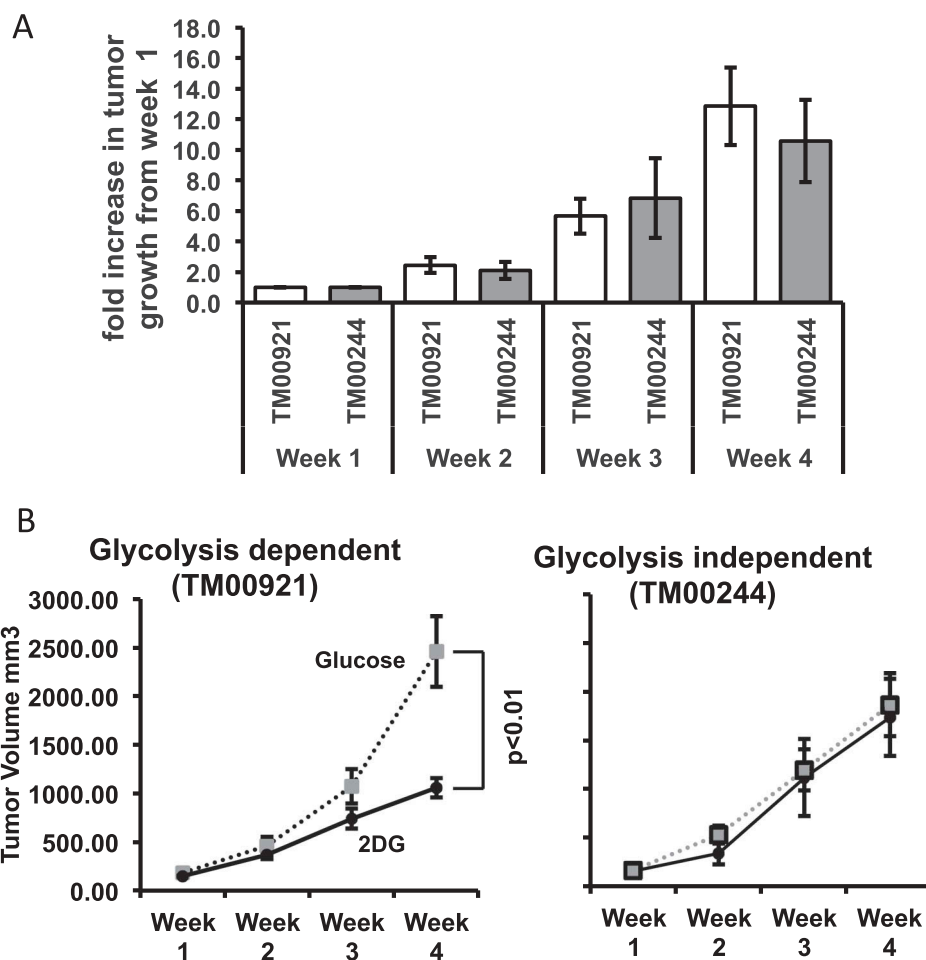 A
fold increase in tumor
growth from week 1
18.0
16.0
14.0
12.0
10.0
8.0
6.0
4.0
2.0
0.0
TM00921
TM00244
TM00921
TM00244
TM00921
TM00244
TM00921
TM00244
Week 1
Week 2
Week 3
Week 4
B
Glycolysis dependent
(TM00921)
Tumor Volume mm3
3000.00
2500.00
2000.00
1500.00
1000.00
500.00
0.00
Glucose
2DG
p<0.01
Week
1
Week
2
Week
3
Week
4
Glycolysis independent
(TM00244)
Week
1
Week
2
Week
3
Week
4